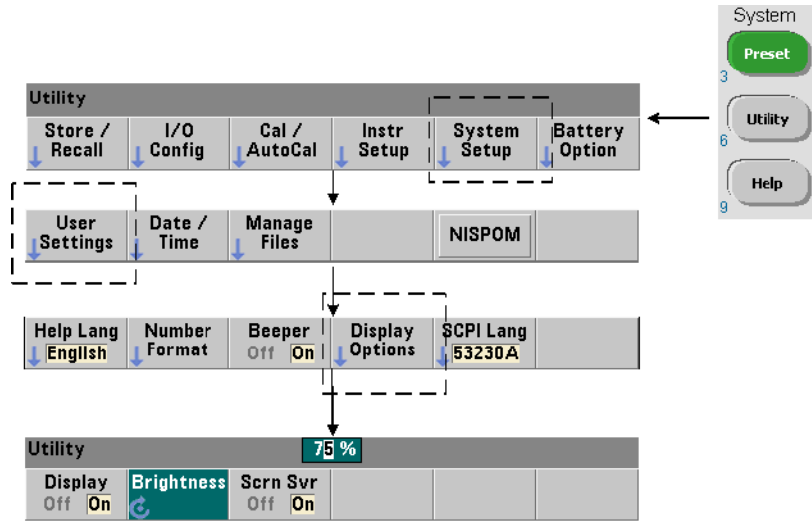 System
Preset
3
Utility
6
Help
9
Utility
Store / Recall
I/O Config
Cal / AutoCal
Instr Setup
System Setup
Battery Option
User Settings
Date / Time
Manage Files
NISPOM
Help Lang English
Number Format
Beeper Off On
Display Options
SCPI Lang 53230A
Utility
75 %
Display Off On
Brightness
Scrn Svr Off On